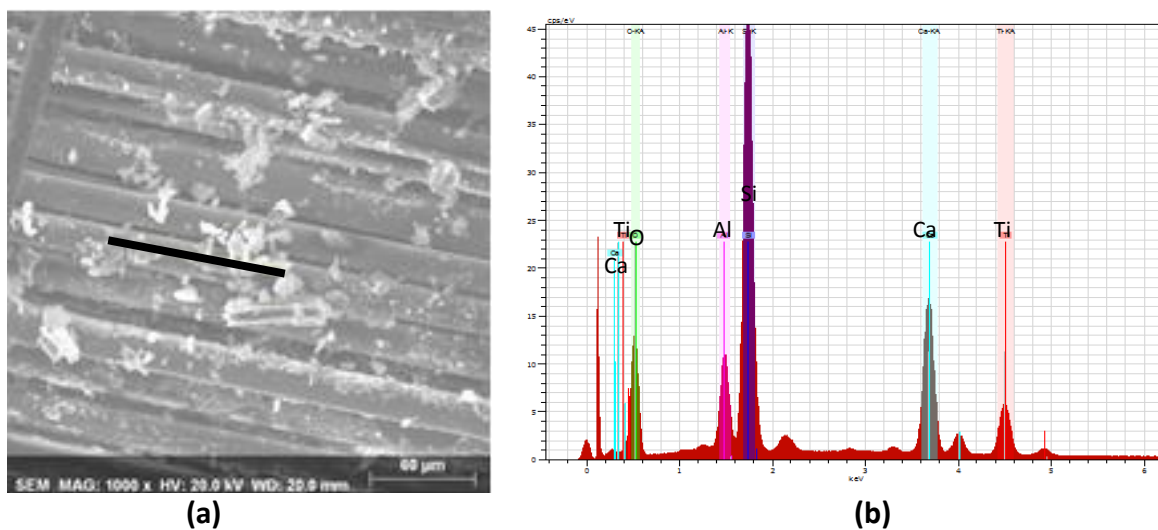 60 µm
SEM MAG: 1000 x HV: 20.0 kV WD: 20.0 mm
(a)
cps/eV
O-KA
Al-K
Si-K
Ca-KA
Ti-KA
45
40
35
30
25
20
15
10
5
0
Si
Ti
O
Al
Ca
Ti
Ca
0
1
2
3
4
5
6
keV
(b)